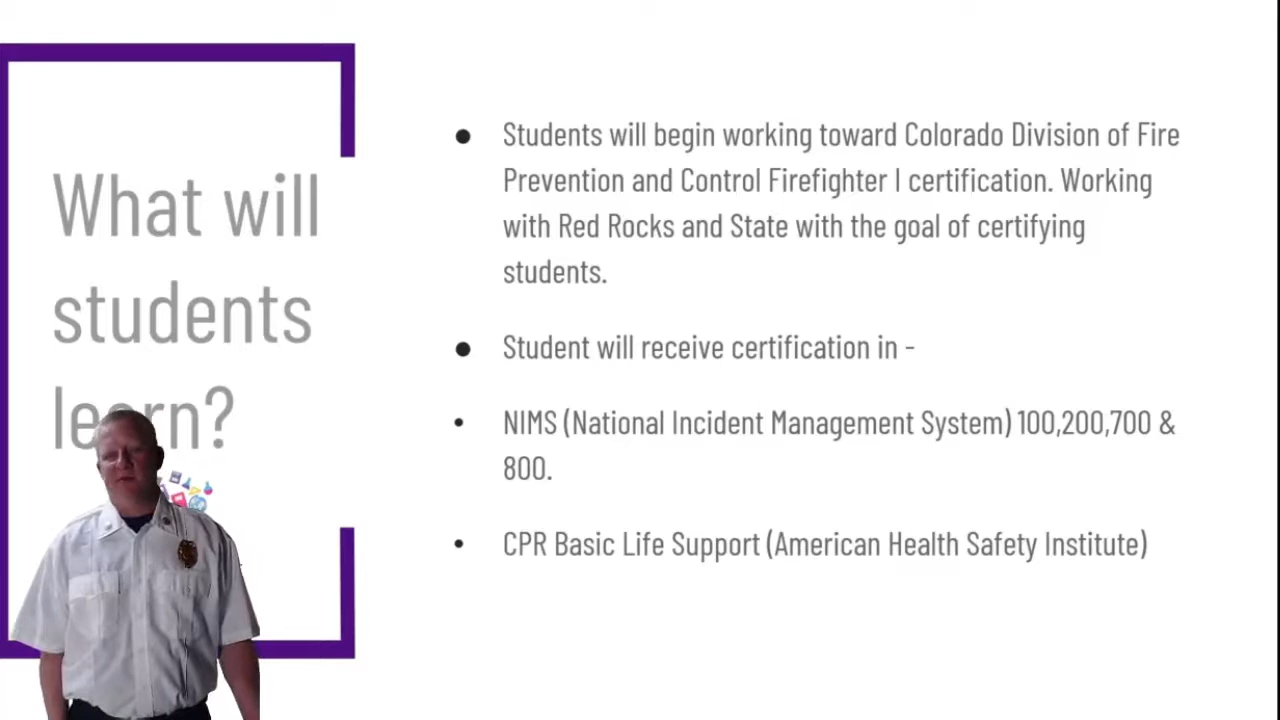 What will
students
learn?
Students will begin working toward Colorado Division of Fire
Prevention and Control Firefighter I certification. Working
with Red Rocks and State with the goal of certifying
students.
Student will receive certification in -
NIMS (National Incident Management System) 100,200,700 &
800.
CPR Basic Life Support (American Health Safety Institute)